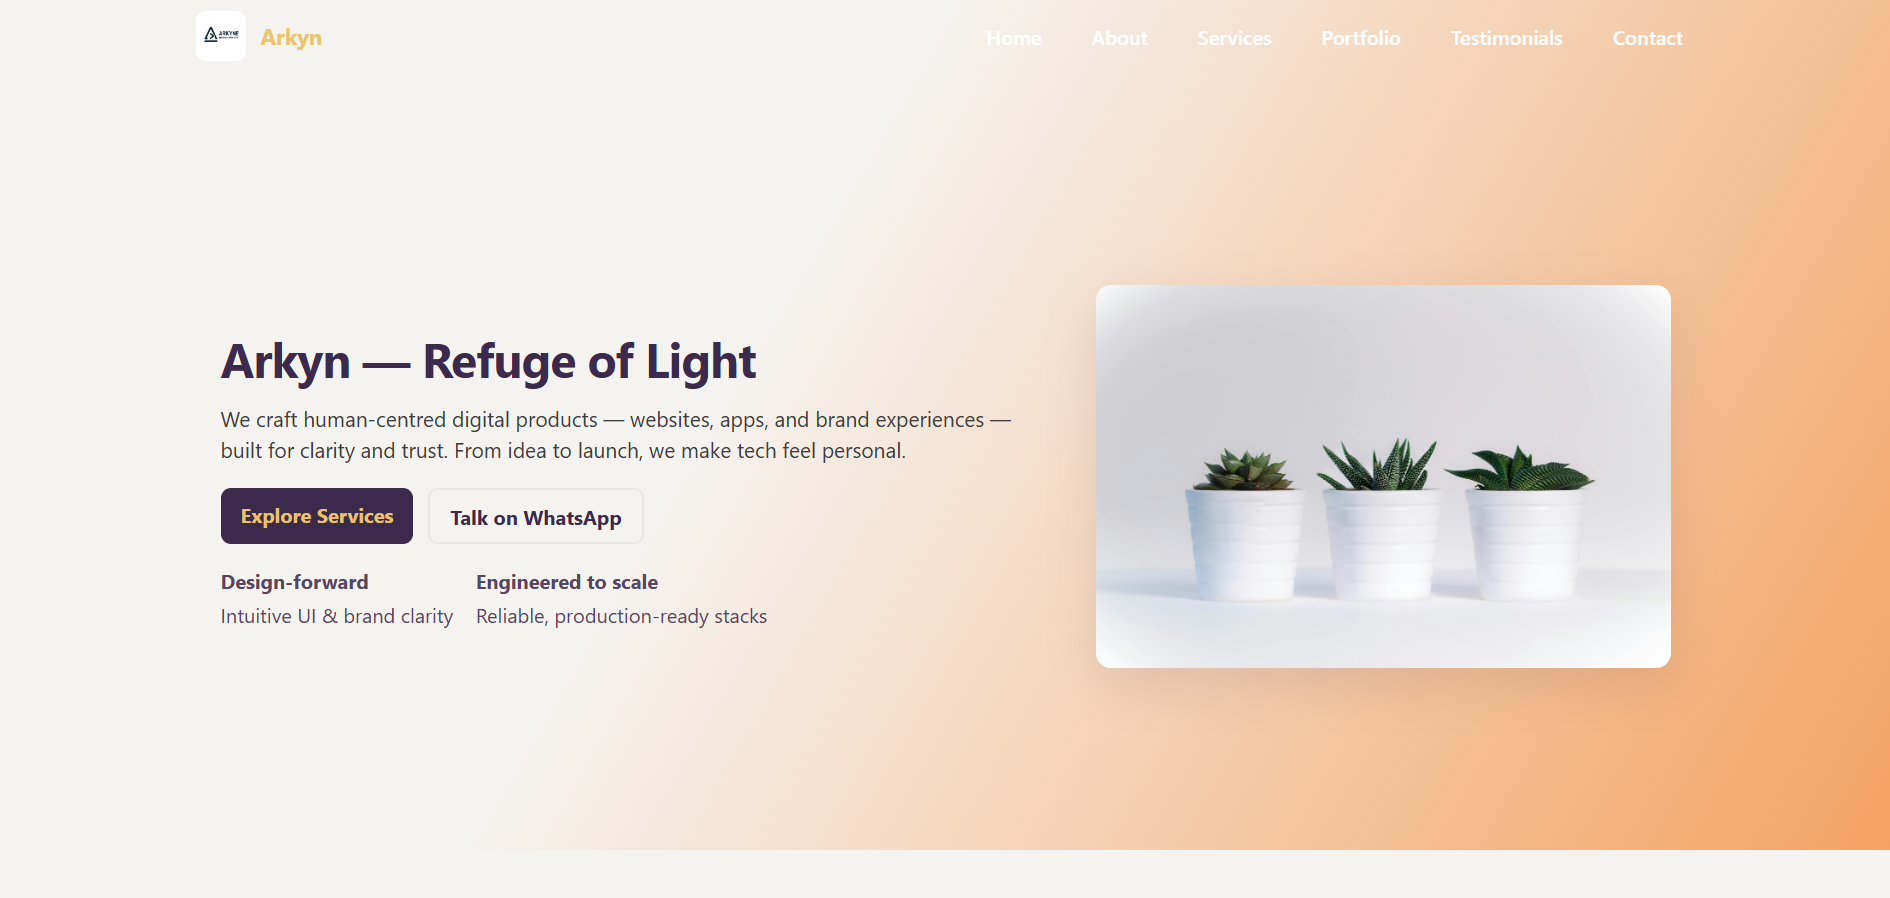 ARKYNE
Arkyn
Home About Services Portfolio Testimonials Contact
Arkyn — Refuge of Light
We craft human-centred digital products — websites, apps, and brand experiences —
built for clarity and trust. From idea to launch, we make tech feel personal.
Explore Services Talk on WhatsApp
Design-forward Engineered to scale
Intuitive UI & brand clarity Reliable, production-ready stacks